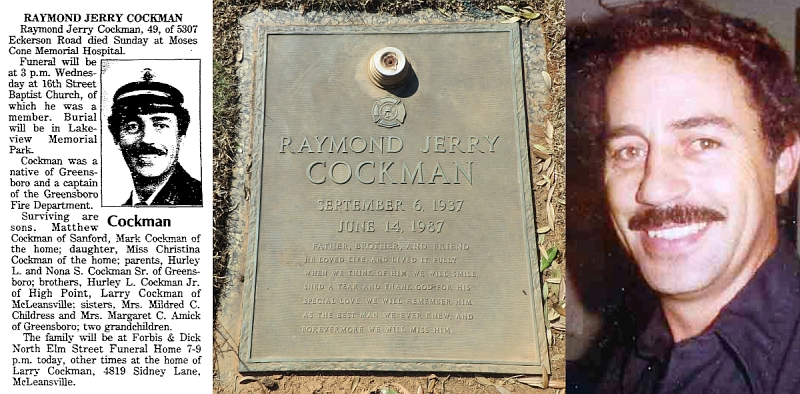 RAYMOND JERRY COCKMAN
Raymond Jerry Cockman, 49, of 5307
Eckerson Road died Sunday at Moses
Cone Memorial Hospital.
Funeral will be
at 3 p.m. Wednes-
day at 16th Street
Baptist Church, of
which he was a
member. Burial
will be in Lake-
view Memorial
Park.
Cockman was a
native of Greens-
boro and a captain
of the Greensboro
Fire Department.
Surviving are
sons, Matthew
Cockman
Cockman of Sanford, Mark Cockman of
the home; daughter, Miss Christina
Cockman of the home; parents, Hurley
L. and Nona S. Cockman Sr. of Greens-
boro; brothers, Hurley L. Cockman Jr.
of High Point, Larry Cockman of
McLeansville; sisters, Mrs. Mildred C.
Childress and Mrs. Margaret C. Amick
of Greensboro; two grandchildren.
The family will be at Forbis & Dick
North Elm Street Funeral Home 7-9
p.m. today, other times at the home of
Larry Cockman, 4819 Sidney Lane,
McLeansville.
RAYMOND JERRY
COCKMAN
SEPTEMBER 6, 1937
JUNE 14, 1987
FATHER, BROTHER, AND FRIEND
HE LOVED LIFE AND LIVED IT FULLY
WHEN WE THINK OF HIM, WE WILL SMILE,
SHED A TEAR AND THANK GOD FOR HIS
SPECIAL LOVE. WE WILL REMEMBER HIM
AS THE BEST MAN WE EVER KNEW, AND
FOREVERMORE WE WILL MISS HIM.